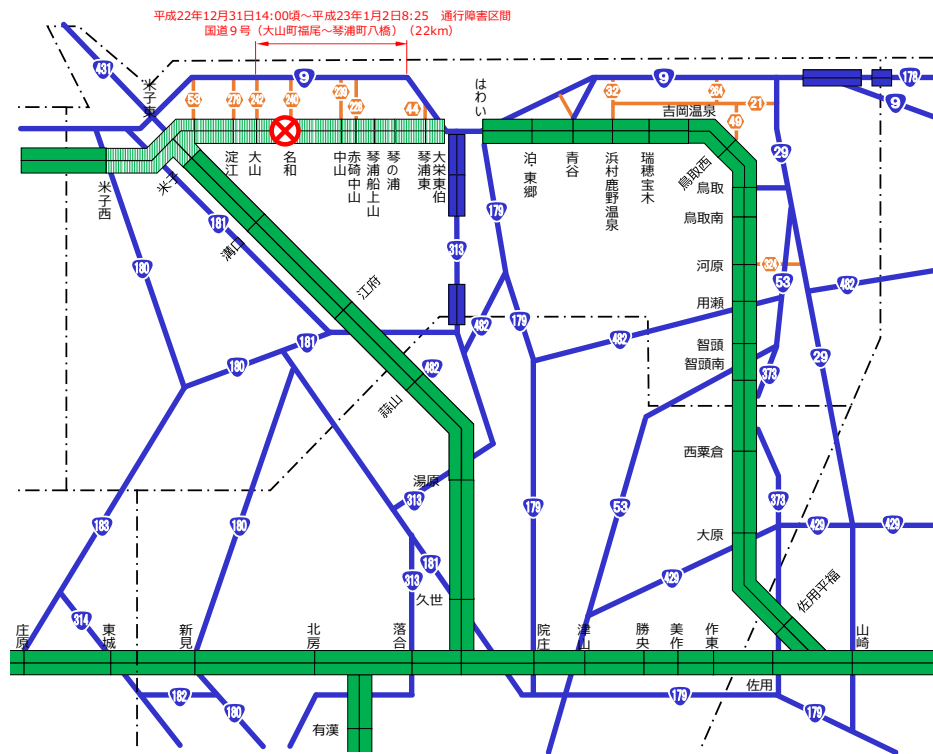 平成22年12月31日14:00頃～平成23年1月2日8:25　通行障害区間
国道９号（大山町福尾～琴浦町八橋）（22km）
431
米子東
9
はわい
9
178
53
270
242
240
239
228
44
32
264
吉岡温泉
21
49
9
29
米子西
米子
淀江
大山
名和
中山
赤碕中山
琴浦船上山
琴の浦
琴浦東
大栄東伯
泊・東郷
青谷
浜村鹿野温泉
瑞穂宝木
鳥取西
鳥取
鳥取南
河原
324
53
482
用瀬
181
溝口
179
313
180
江府
482
179
482
智頭
智頭南
29
373
181
180
482
蒜山
西粟倉
湯原
313
179
53
373
183
180
大原
429
429
181
313
429
久世
佐用平福
314
庄原
東城
新見
北房
落合
院庄
津山
勝央
美作
作東
山崎
佐用
182
180
有漢
179
179